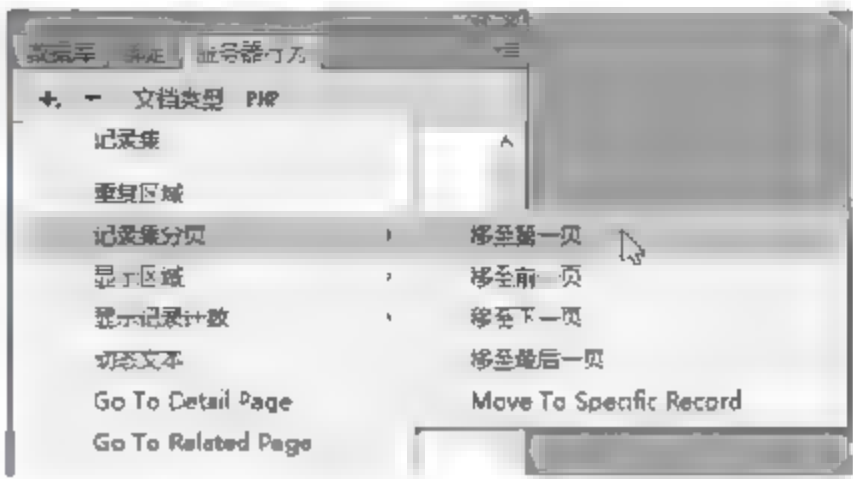 数据库 绑定 服务器行为
文档类型 PHP
记录集
重复区域
记录集分页
移至第一页
显示区域
移至前一页
显示记录计数
移至下一页
动态文本
移至最后一页
Go To Detail Page
Move To Specific Record
Go To Related Page